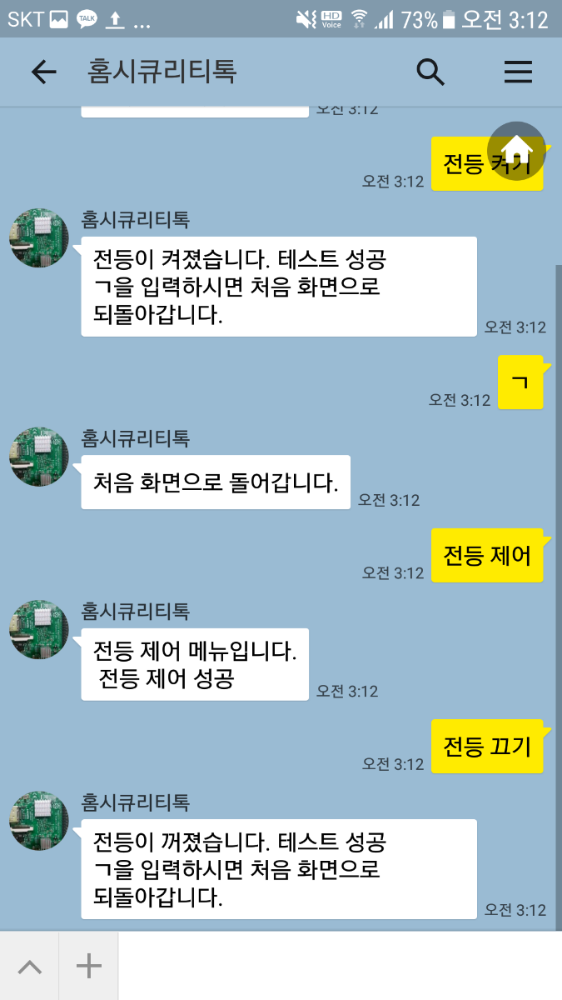 SKT TALK ... HD Voice 73% 오전 3:12
홈시큐리티톡
오전 3:12
전등 켜기
오전 3:12
홈시큐리티톡
전등이 켜졌습니다. 테스트 성공
ㄱ을 입력하시면 처음 화면으로
되돌아갑니다.
오전 3:12
ㄱ
오전 3:12
홈시큐리티톡
처음 화면으로 돌어갑니다.
오전 3:12
전등 제어
오전 3:12
홈시큐리티톡
전등 제어 메뉴입니다.
전등 제어 성공
오전 3:12
전등 끄기
오전 3:12
홈시큐리티톡
전등이 꺼졌습니다. 테스트 성공
ㄱ을 입력하시면 처음 화면으로
되돌아갑니다.
오전 3:12